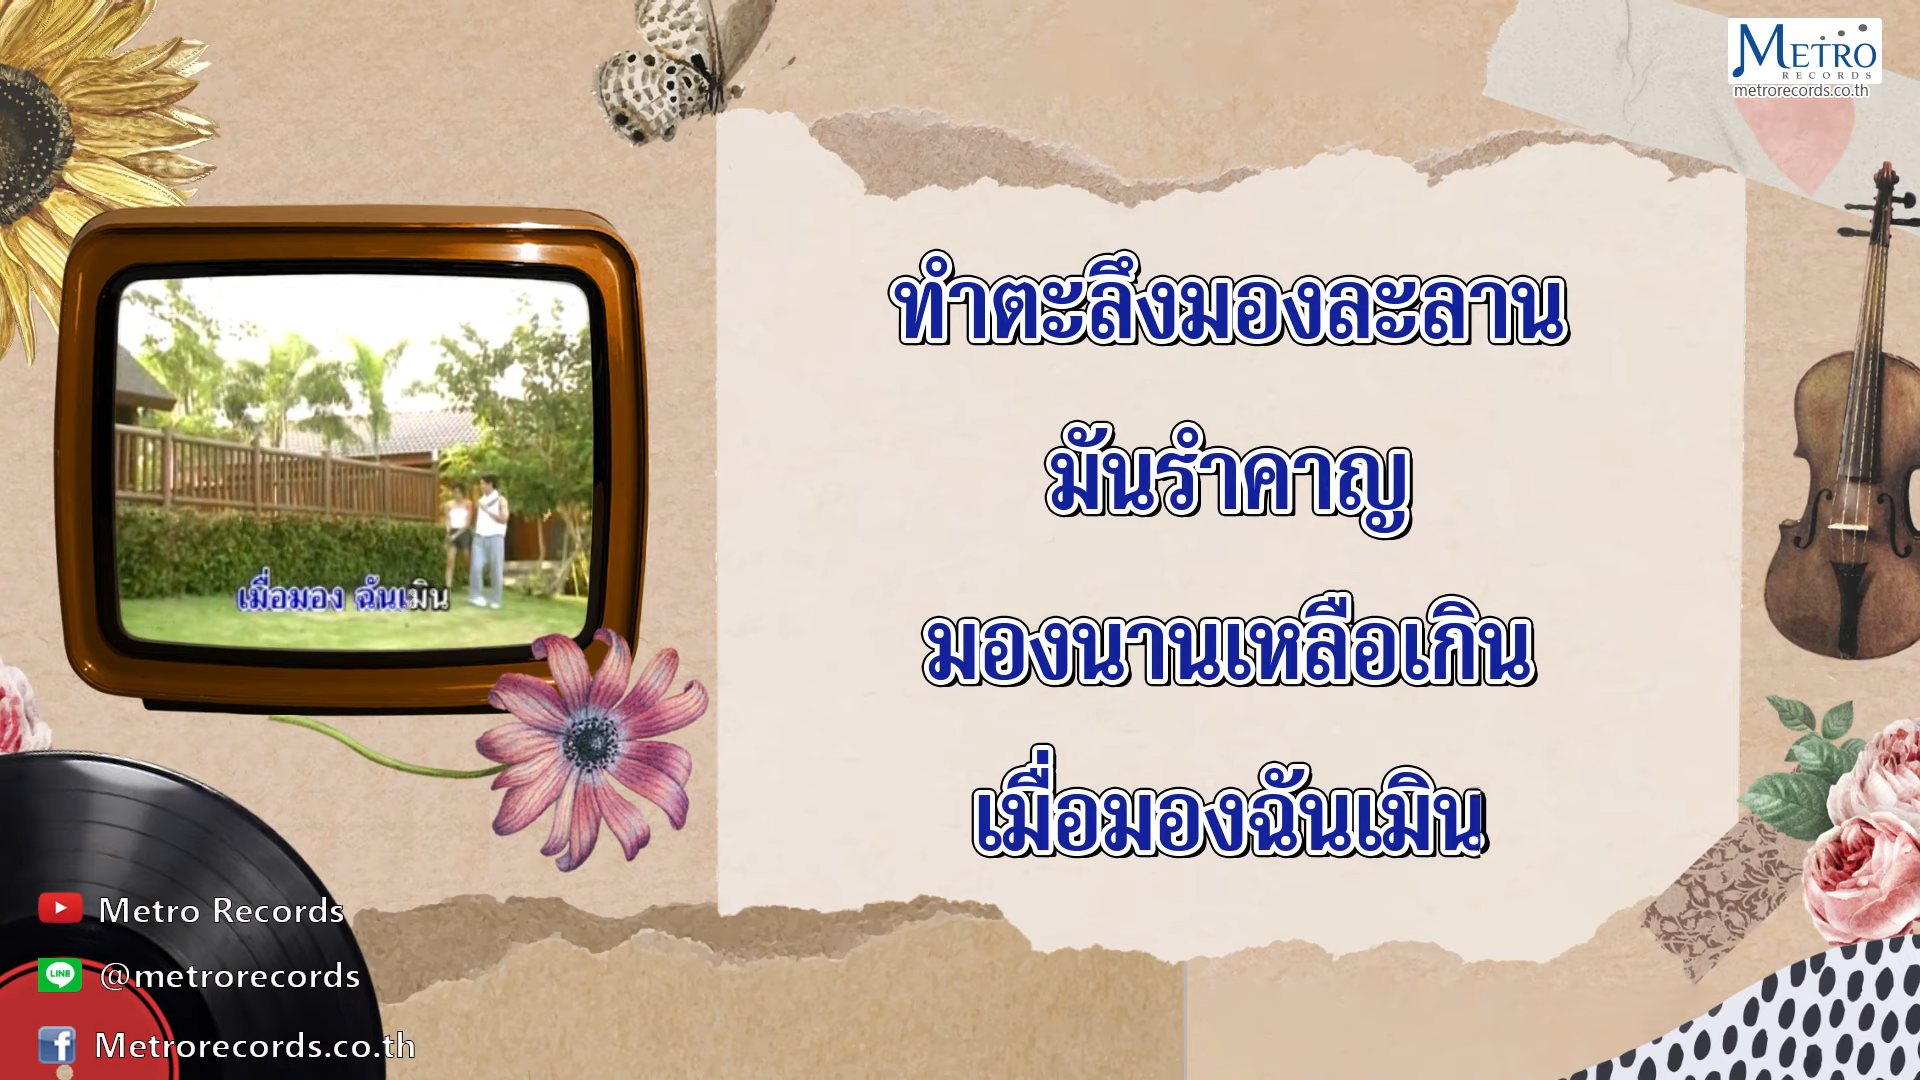 METRO
RECORDS
metrorecords.co.th
ทำตะลึงมองละลาน
มันรำคาญ
มองนานเหลือเกิน
เมื่อมองฉันเมิน
เมื่อมอง ฉันเมิน
Metro Records
LINE
@metrorecords
f
Metrorecords.co.th